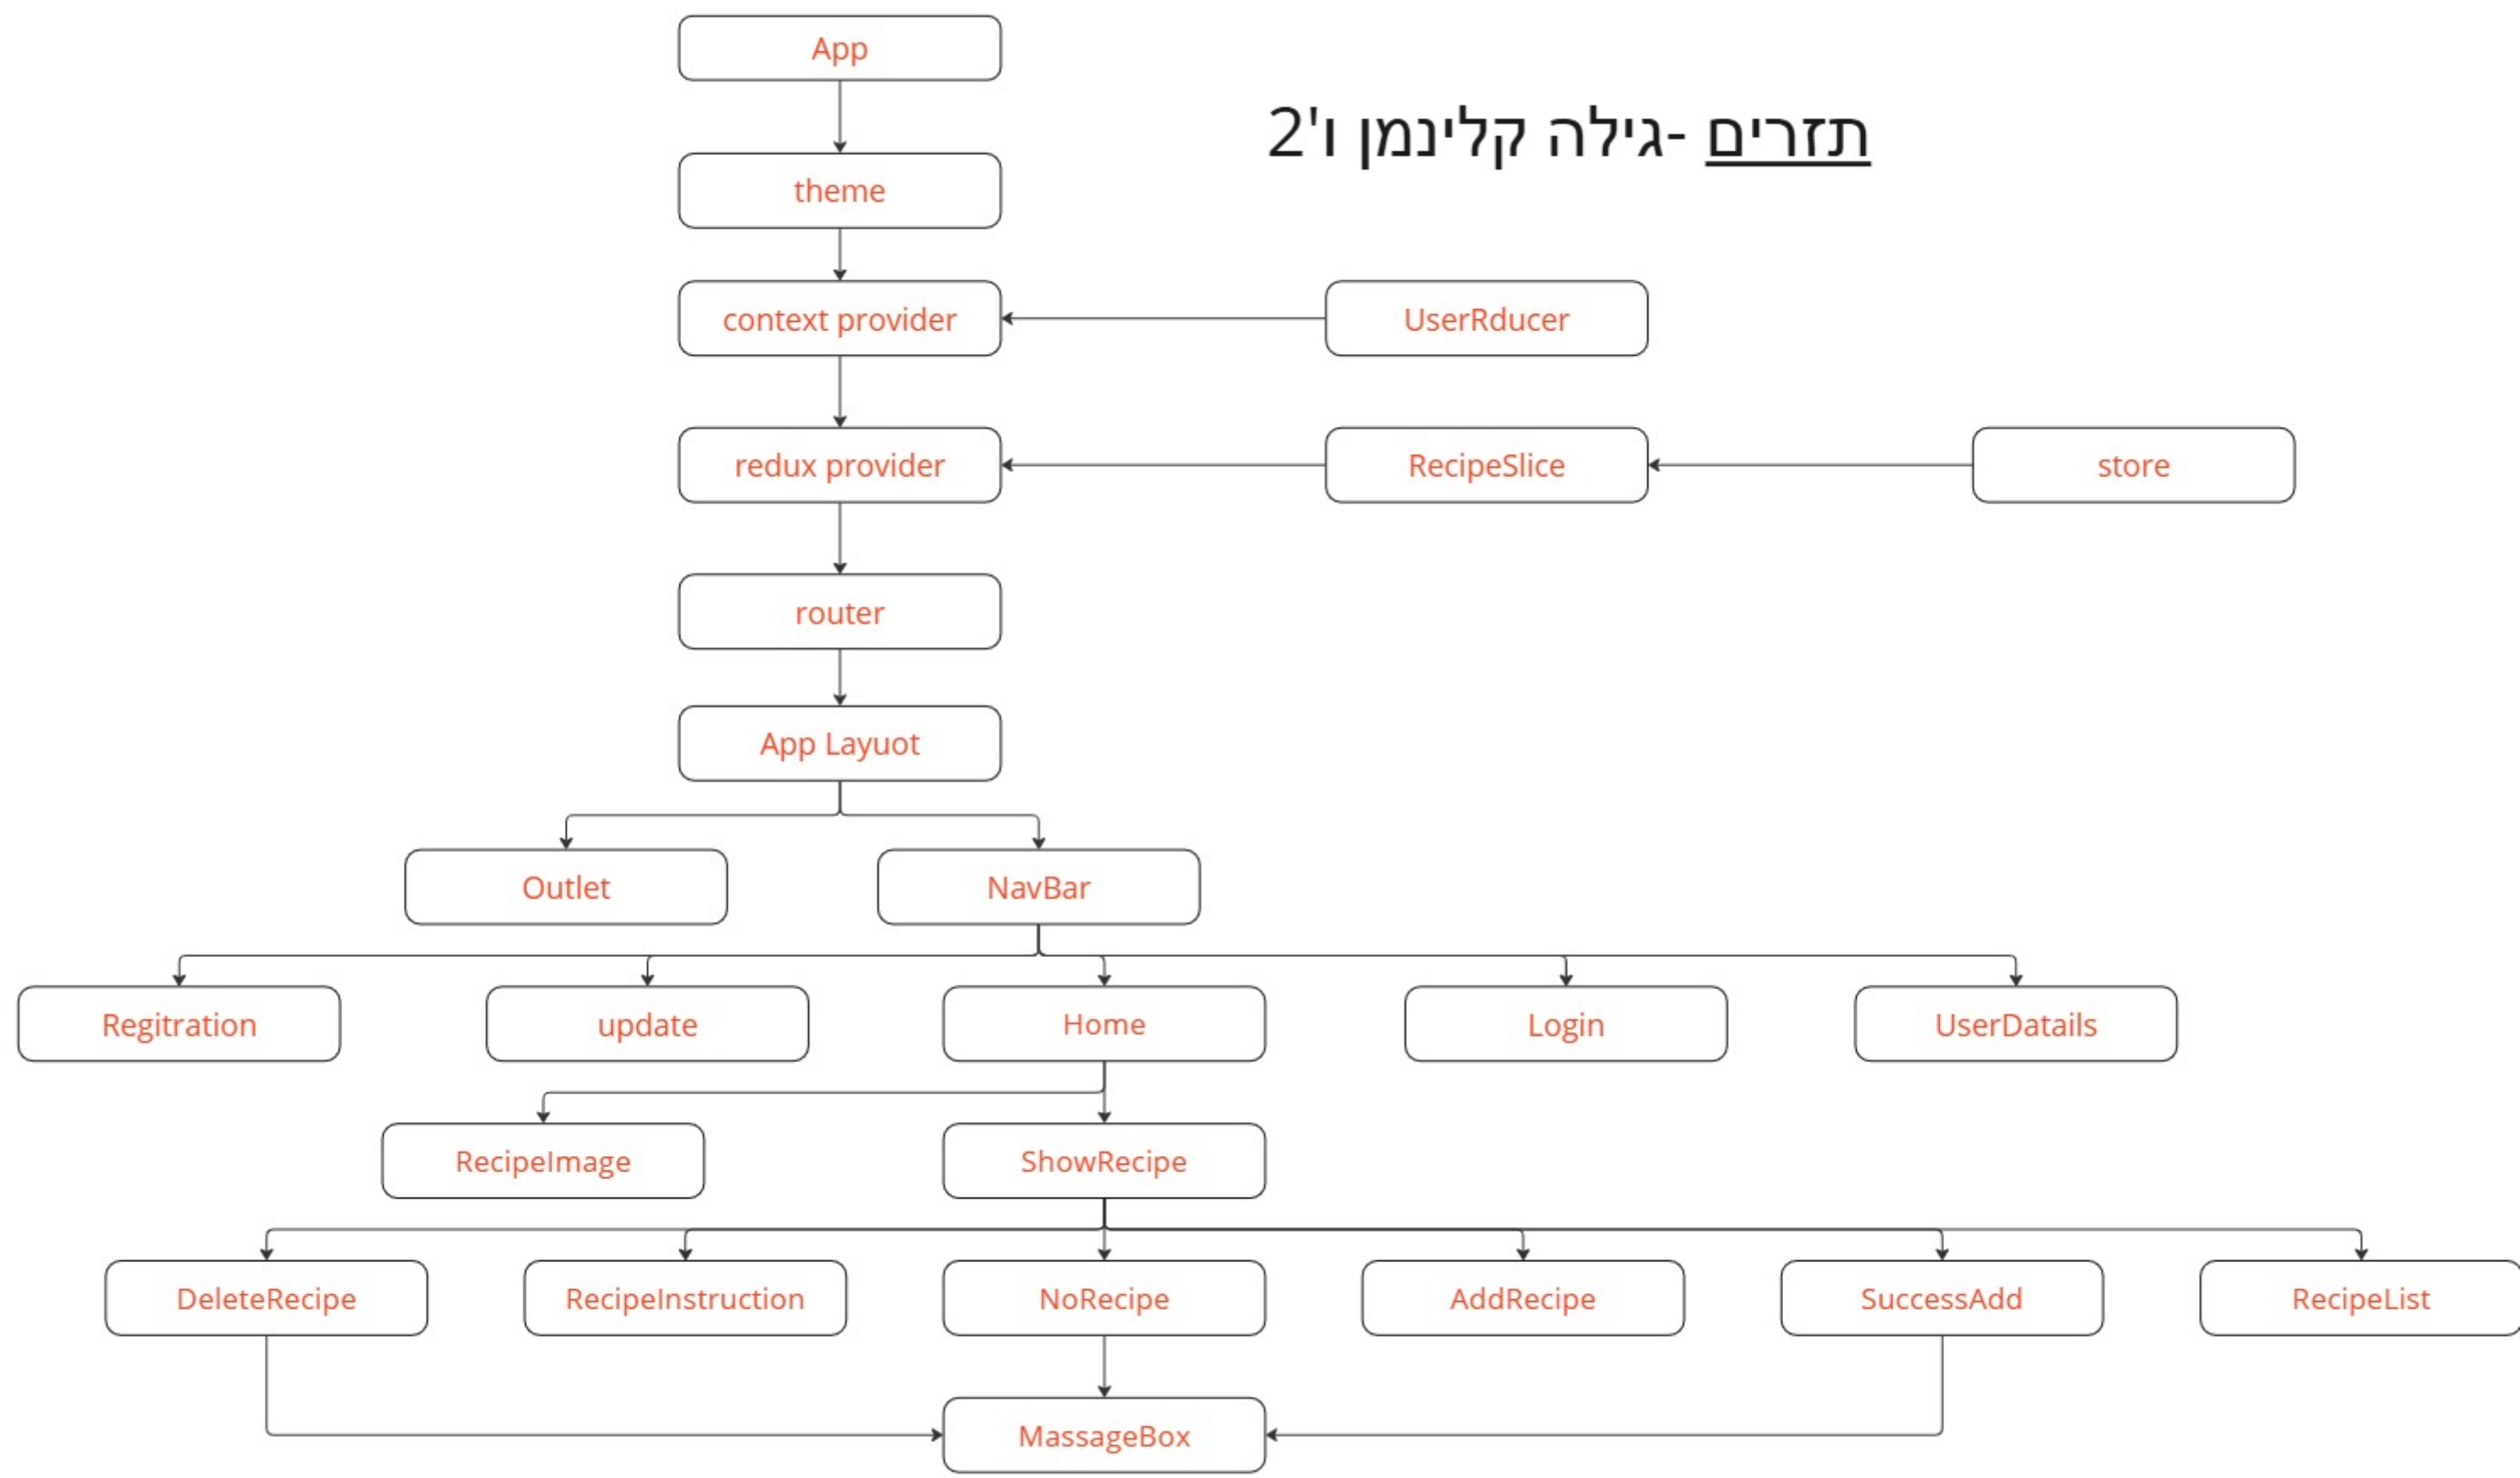 App
תזרים -גילה קלינמן ו'2
theme
context provider
UserRducer
redux provider
RecipeSlice
store
router
App Layuot
Outlet
NavBar
Regitration
update
Home
Login
UserDatails
RecipeImage
ShowRecipe
DeleteRecipe
RecipeInstruction
NoRecipe
AddRecipe
SuccessAdd
RecipeList
MassageBox